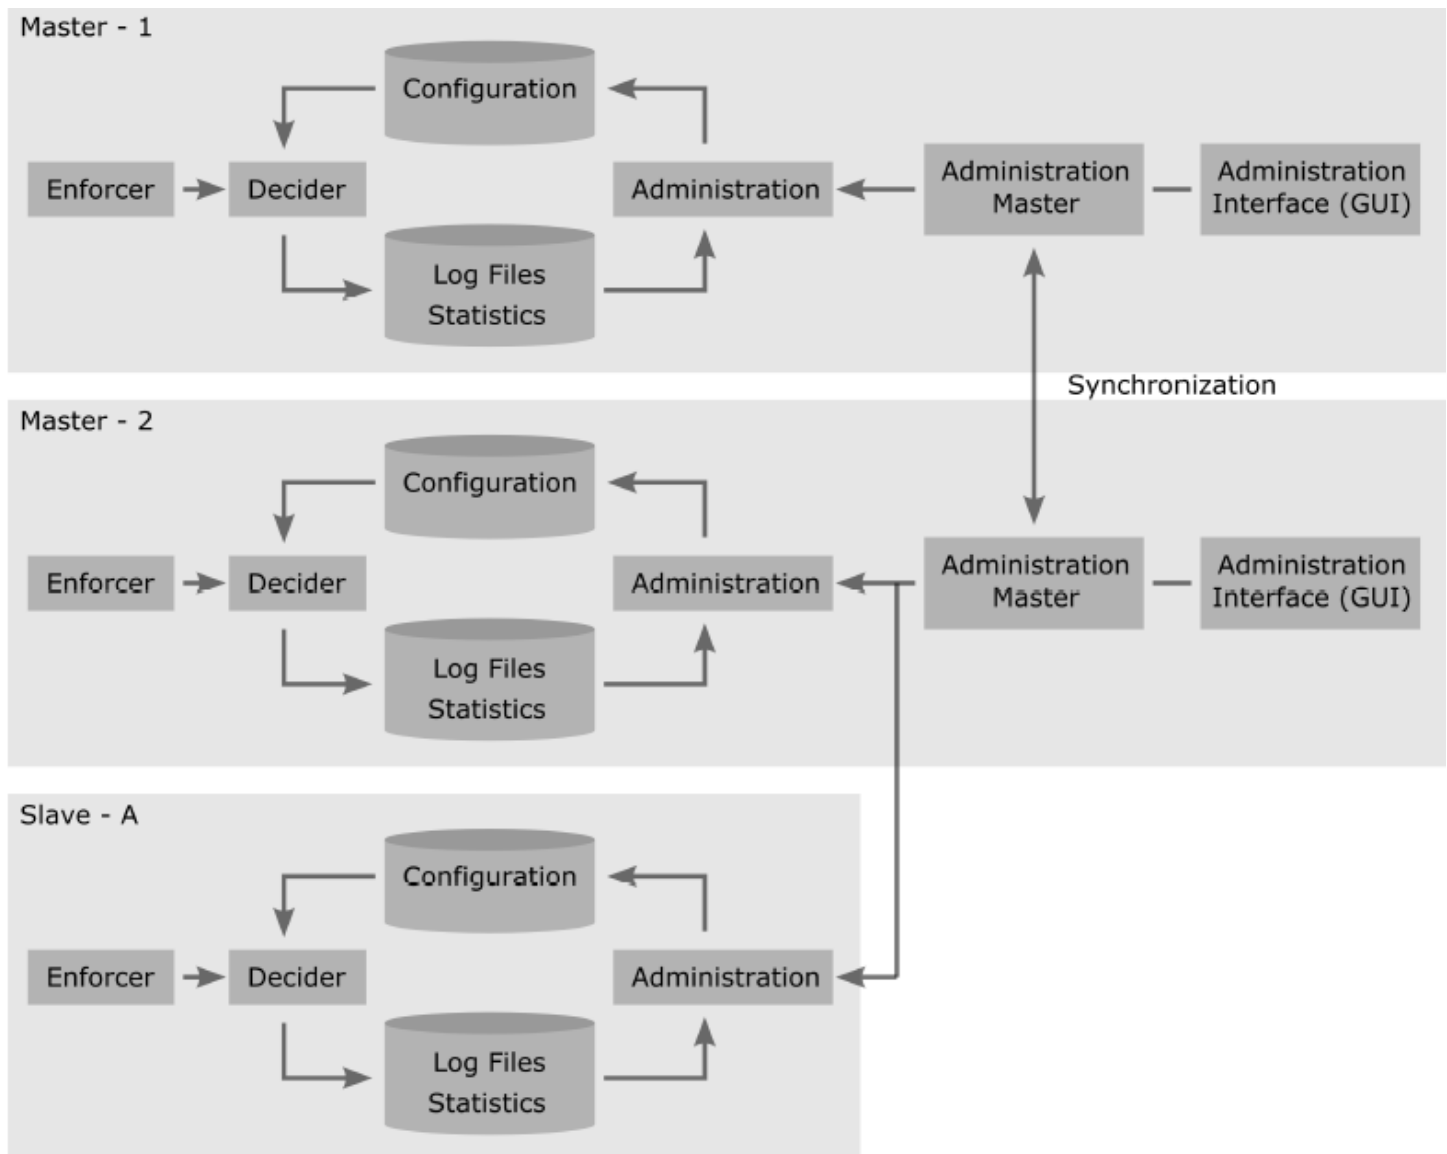 Master - 1
Configuration
Enforcer
Decider
Administration
Administration
Master
Administration
Interface (GUI)
Log Files
Statistics
Synchronization
Master - 2
Configuration
Enforcer
Decider
Administration
Administration
Master
Administration
Interface (GUI)
Log Files
Statistics
Slave - A
Configuration
Enforcer
Decider
Administration
Log Files
Statistics